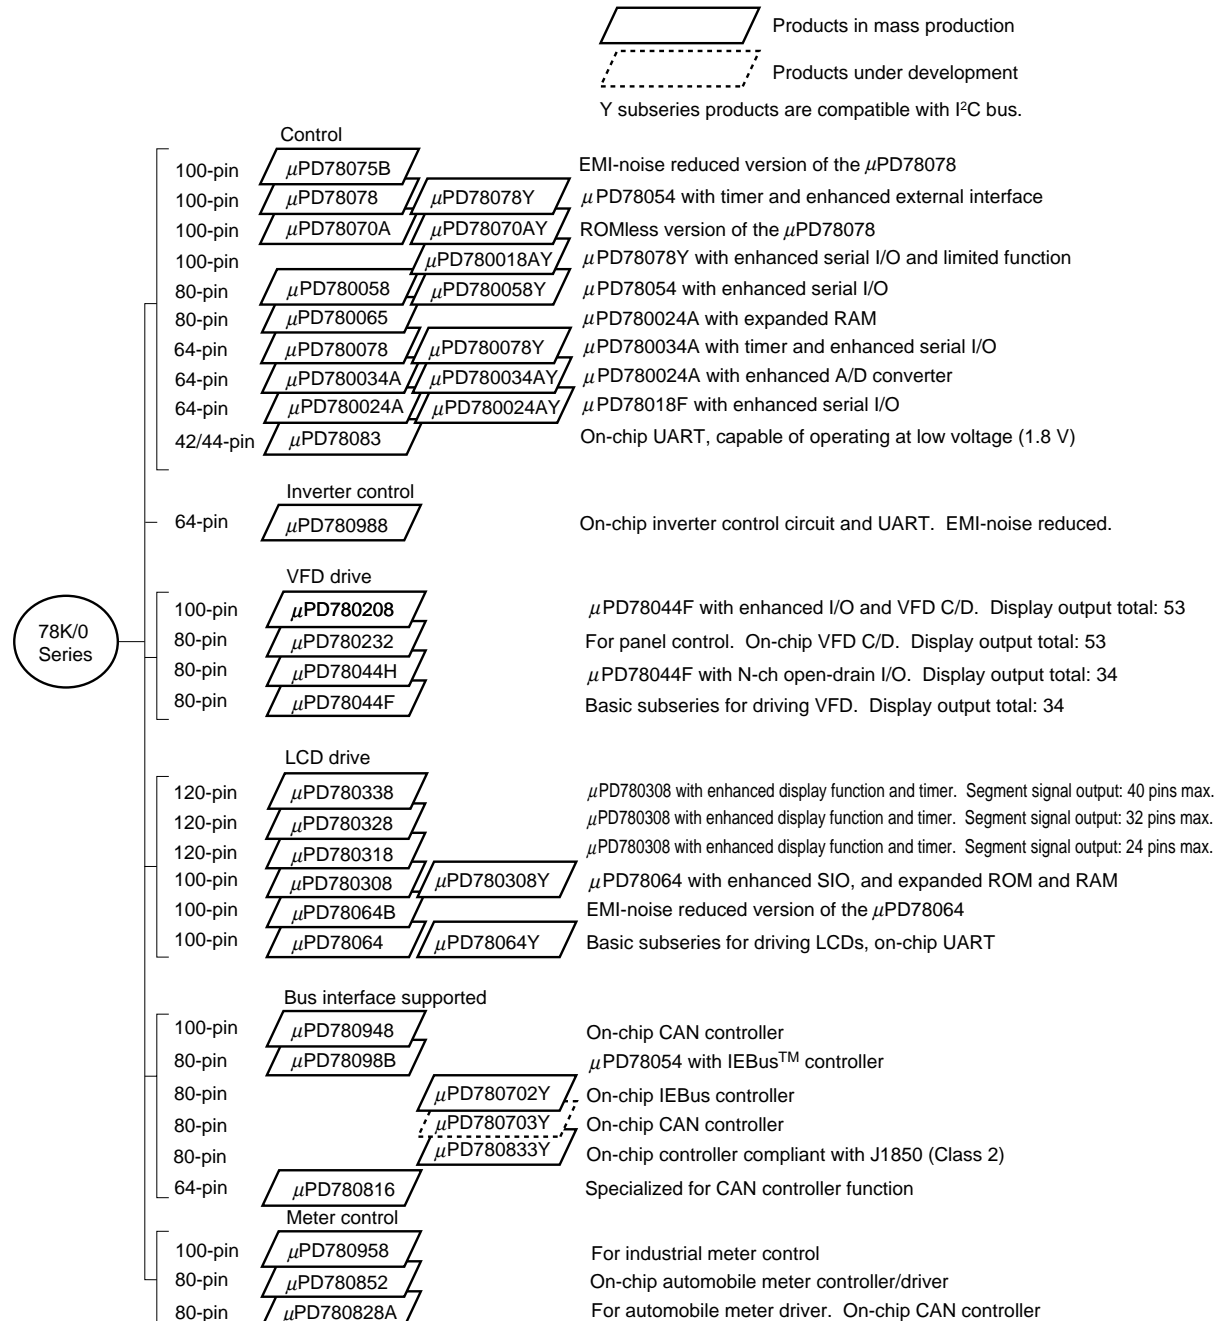 Products in mass production
Products under development
Y subseries products are compatible with I²C bus.
Control
100-pin μPD78075B EMI-noise reduced version of the μPD78078
100-pin μPD78078 μPD78078Y μPD78054 with timer and enhanced external interface
100-pin μPD78070A μPD78070AY ROMless version of the μPD78078
100-pin μPD780018AY μPD78078Y with enhanced serial I/O and limited function
80-pin μPD780058 μPD780058Y μPD78054 with enhanced serial I/O
80-pin μPD780065 μPD780024A with expanded RAM
64-pin μPD780078 μPD780078Y μPD780034A with timer and enhanced serial I/O
64-pin μPD780034A μPD780034AY μPD780024A with enhanced A/D converter
64-pin μPD780024A μPD780024AY μPD78018F with enhanced serial I/O
42/44-pin μPD78083 On-chip UART, capable of operating at low voltage (1.8 V)
Inverter control
64-pin μPD780988 On-chip inverter control circuit and UART. EMI-noise reduced.
VFD drive
100-pin μPD780208 μPD78044F with enhanced I/O and VFD C/D. Display output total: 53
78K/0
Series
80-pin μPD780232 For panel control. On-chip VFD C/D. Display output total: 53
80-pin μPD78044H μPD78044F with N-ch open-drain I/O. Display output total: 34
80-pin μPD78044F Basic subseries for driving VFD. Display output total: 34
LCD drive
120-pin μPD780338 μPD780308 with enhanced display function and timer. Segment signal output: 40 pins max.
120-pin μPD780328 μPD780308 with enhanced display function and timer. Segment signal output: 32 pins max.
120-pin μPD780318 μPD780308 with enhanced display function and timer. Segment signal output: 24 pins max.
100-pin μPD780308 μPD780308Y μPD78064 with enhanced SIO, and expanded ROM and RAM
100-pin μPD78064B EMI-noise reduced version of the μPD78064
100-pin μPD78064 μPD78064Y Basic subseries for driving LCDs, on-chip UART
Bus interface supported
100-pin μPD780948 On-chip CAN controller
80-pin μPD78098B μPD78054 with IEBus™ controller
80-pin μPD780702Y On-chip IEBus controller
80-pin μPD780703Y On-chip CAN controller
80-pin μPD780833Y On-chip controller compliant with J1850 (Class 2)
64-pin μPD780816 Specialized for CAN controller function
Meter control
100-pin μPD780958 For industrial meter control
80-pin μPD780852 On-chip automobile meter controller/driver
80-pin μPD780828A For automobile meter driver. On-chip CAN controller